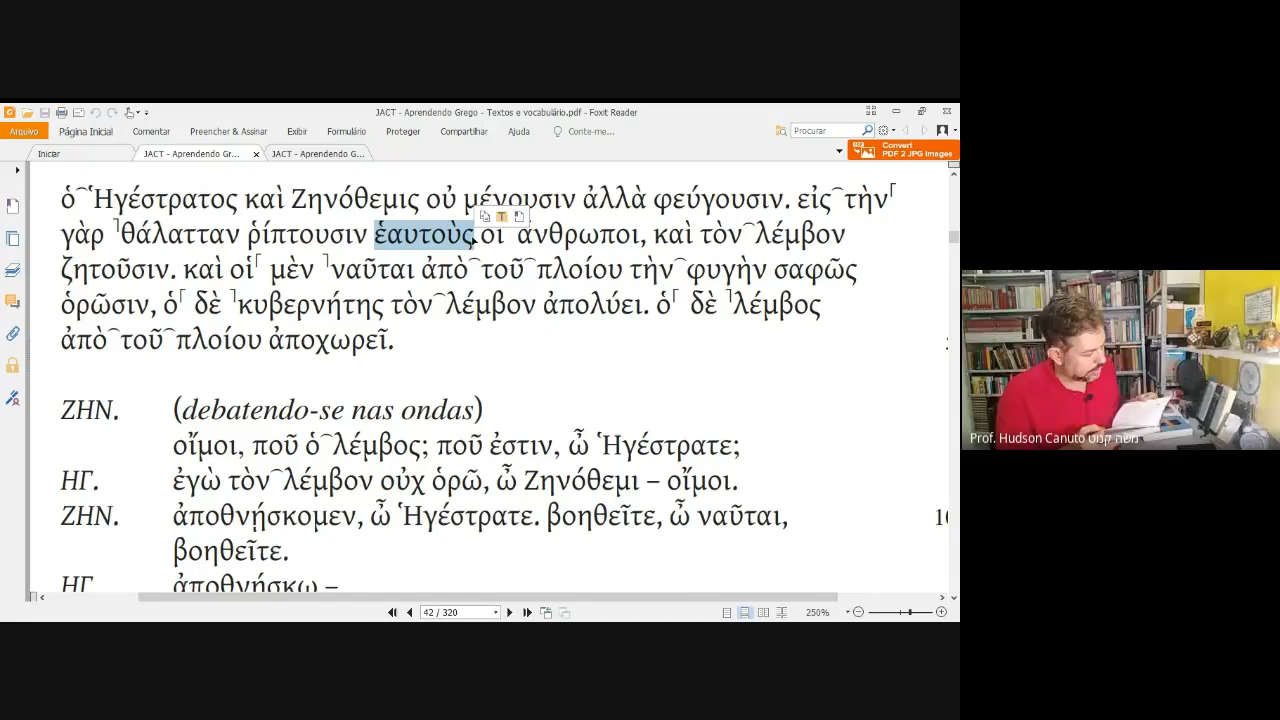 JACT - Aprendendo Grego - Textos e vocabulário.pdf - Foxit Reader
Arquivo Página Inicial Comentar Preencher & Assinar Exibir Formulário Proteger Compartilhar Ajuda Conte-me... Procurar
Iniciar JACT - Aprendendo Gr... JACT - Aprendendo G... Convert
PDF 2 JPG Images
ὁ⁀Ἡγέστρατος καὶ Ζηνόθεμις οὐ μένουσιν ἀλλὰ φεύγουσιν. εἰς⁀τὴν⸢
γὰρ ⸣θάλατταν ῥίπτουσιν ἑαυτοὺς οἱ⁀ἄνθρωποι, καὶ τὸν⁀λέμβον
ζητοῦσιν. καὶ οἱ⸢ μὲν ⸣ναῦται ἀπὸ⁀τοῦ⁀πλοίου τὴν⁀φυγὴν σαφῶς
ὁρῶσιν, ὁ⸢ δὲ ⸣κυβερνήτης τὸν⁀λέμβον ἀπολύει. ὁ⸢ δὲ ⸣λέμβος
ἀπὸ⁀τοῦ⁀πλοίου ἀποχωρεῖ.
ΖΗΝ. (debatendo-se nas ondas)
οἴμοι, ποῦ ὁ⁀λέμβος; ποῦ ἐστιν, ὦ Ἡγέστρατε;
ΗΓ. ἐγὼ τὸν⁀λέμβον οὐχ ὁρῶ, ὦ Ζηνόθεμι – οἴμοι.
ΖΗΝ. ἀποθνῄσκομεν, ὦ Ἡγέστρατε. βοηθεῖτε, ὦ ναῦται,
βοηθεῖτε.
ΗΓ ἀποθνήσκω –
42 / 320 250%
Prof. Hudson Canuto משה קנוט